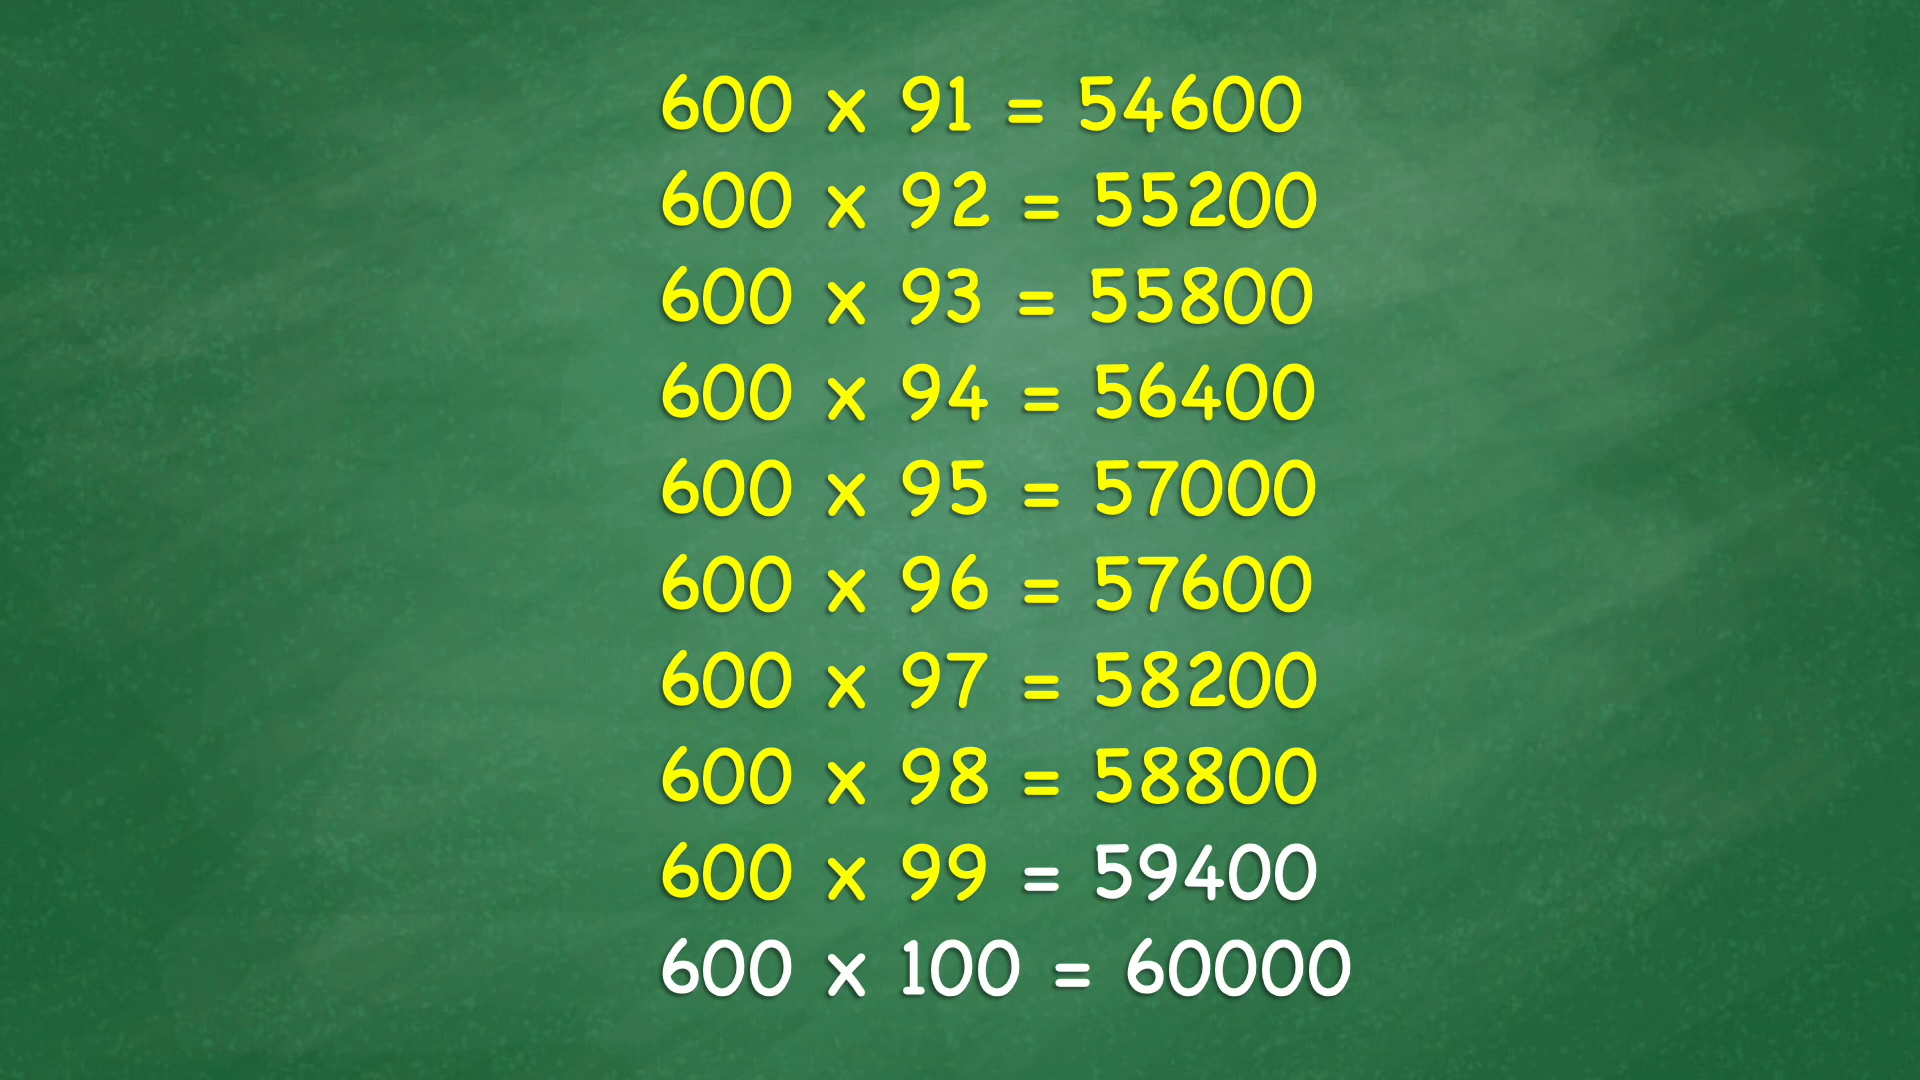 600 x 91 = 54600
600 x 92 = 55200
600 x 93 = 55800
600 x 94 = 56400
600 x 95 = 57000
600 x 96 = 57600
600 x 97 = 58200
600 x 98 = 58800
600 x 99 = 59400
600 x 100 = 60000